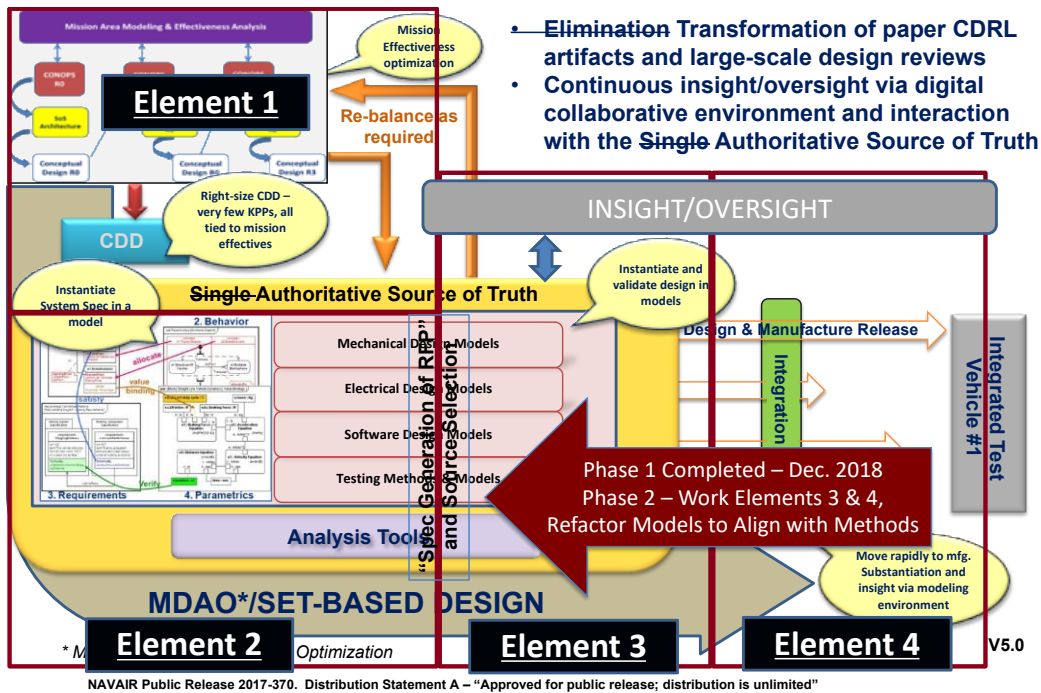 Mission Area Modeling & Effectiveness Analysis
CONOPS
R0
CONOPS
Element 1
SoS
Architecture
Conceptual
Design R0
Conceptual
Design R3
Mission
Effectiveness
optimization
Re-balance as
required
• Elimination Transformation of paper CDRL
artifacts and large-scale design reviews
• Continuous insight/oversight via digital
collaborative environment and interaction
with the Single Authoritative Source of Truth
CDD
Right-size CDD –
very few KPPs, all
tied to mission
effectives
INSIGHT/OVERSIGHT
Instantiate
System Spec in a
model
Single Authoritative Source of Truth
Instantiate and
validate design in
models
2. Behavior
allocate
value
binding
satisfy
Verify
3. Requirements
4. Parametrics
Mechanical Design Models
Electrical Design Models
Software Design Models
Testing Methods & Models
Analysis Tools
"Spec Generation of RFP"
and Source Selection
Design & Manufacture Release
Integration
Integrated Test
Vehicle #1
Phase 1 Completed – Dec. 2018
Phase 2 – Work Elements 3 & 4,
Refactor Models to Align with Methods
Move rapidly to mfg.
Substantiation and
insight via modeling
environment
MDAO*/SET-BASED DESIGN
Element 2
Element 3
Element 4
* M
Optimization
V5.0
NAVAIR Public Release 2017-370. Distribution Statement A – "Approved for public release; distribution is unlimited"